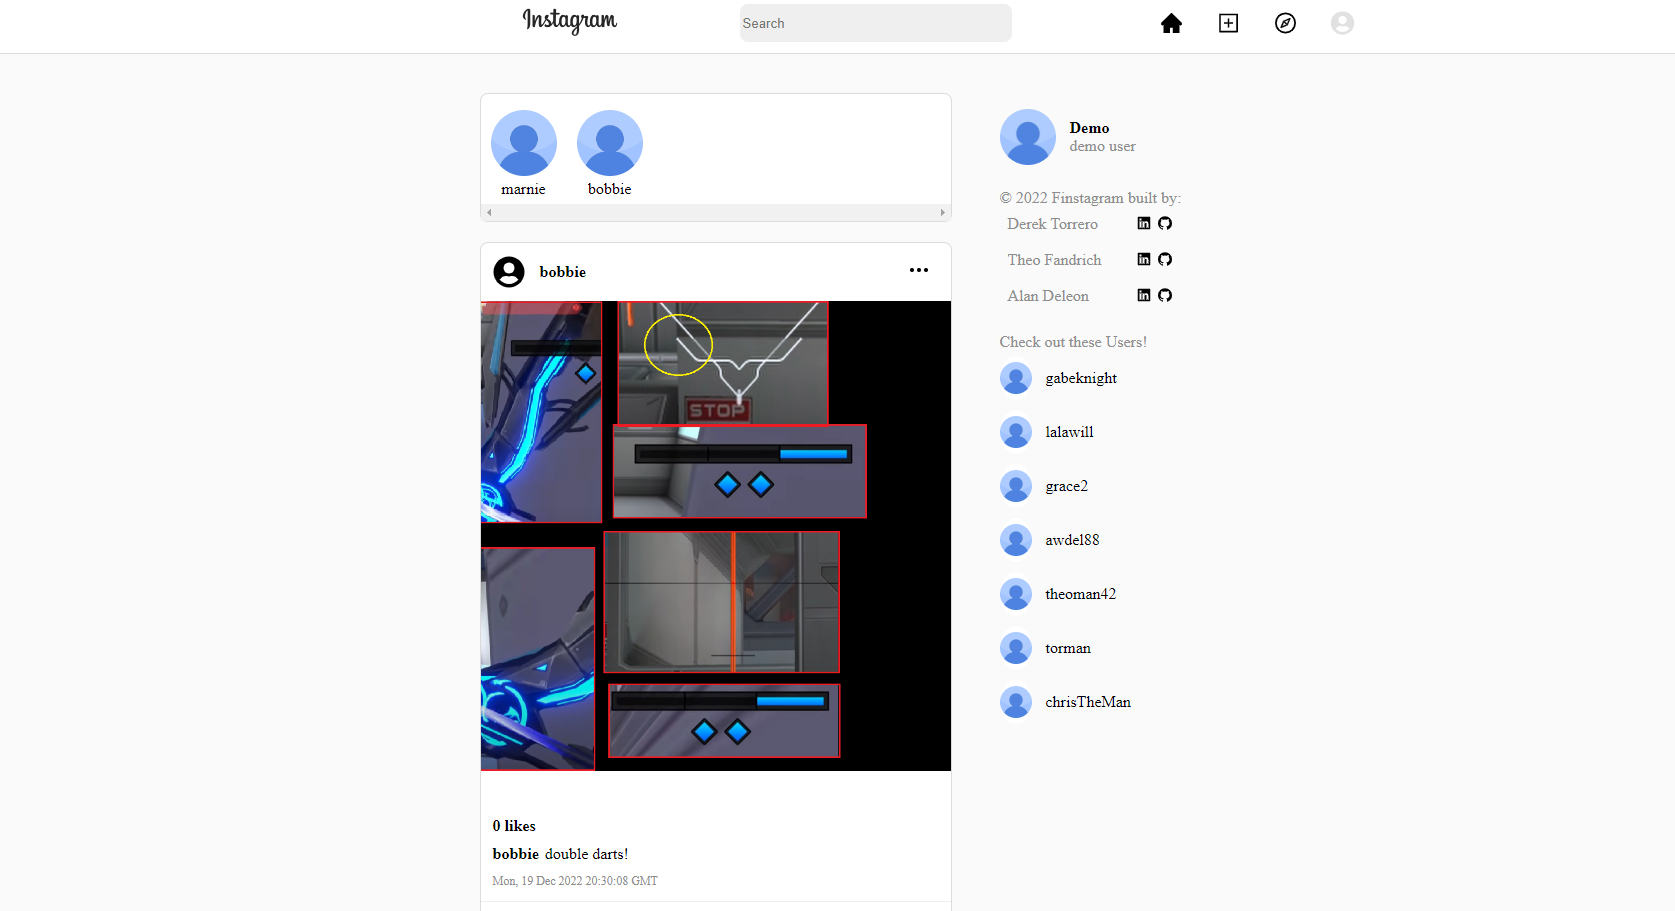 Instagram
Search
marnie
bobbie
bobbie
STOP
0 likes
bobbie double darts!
Mon, 19 Dec 2022 20:30:08 GMT
Demo
demo user
© 2022 Finstagram built by:
Derek Torrero
Theo Fandrich
Alan Deleon
Check out these Users!
gabeknight
lalawill
grace2
awdel88
theoman42
torman
chrisTheMan